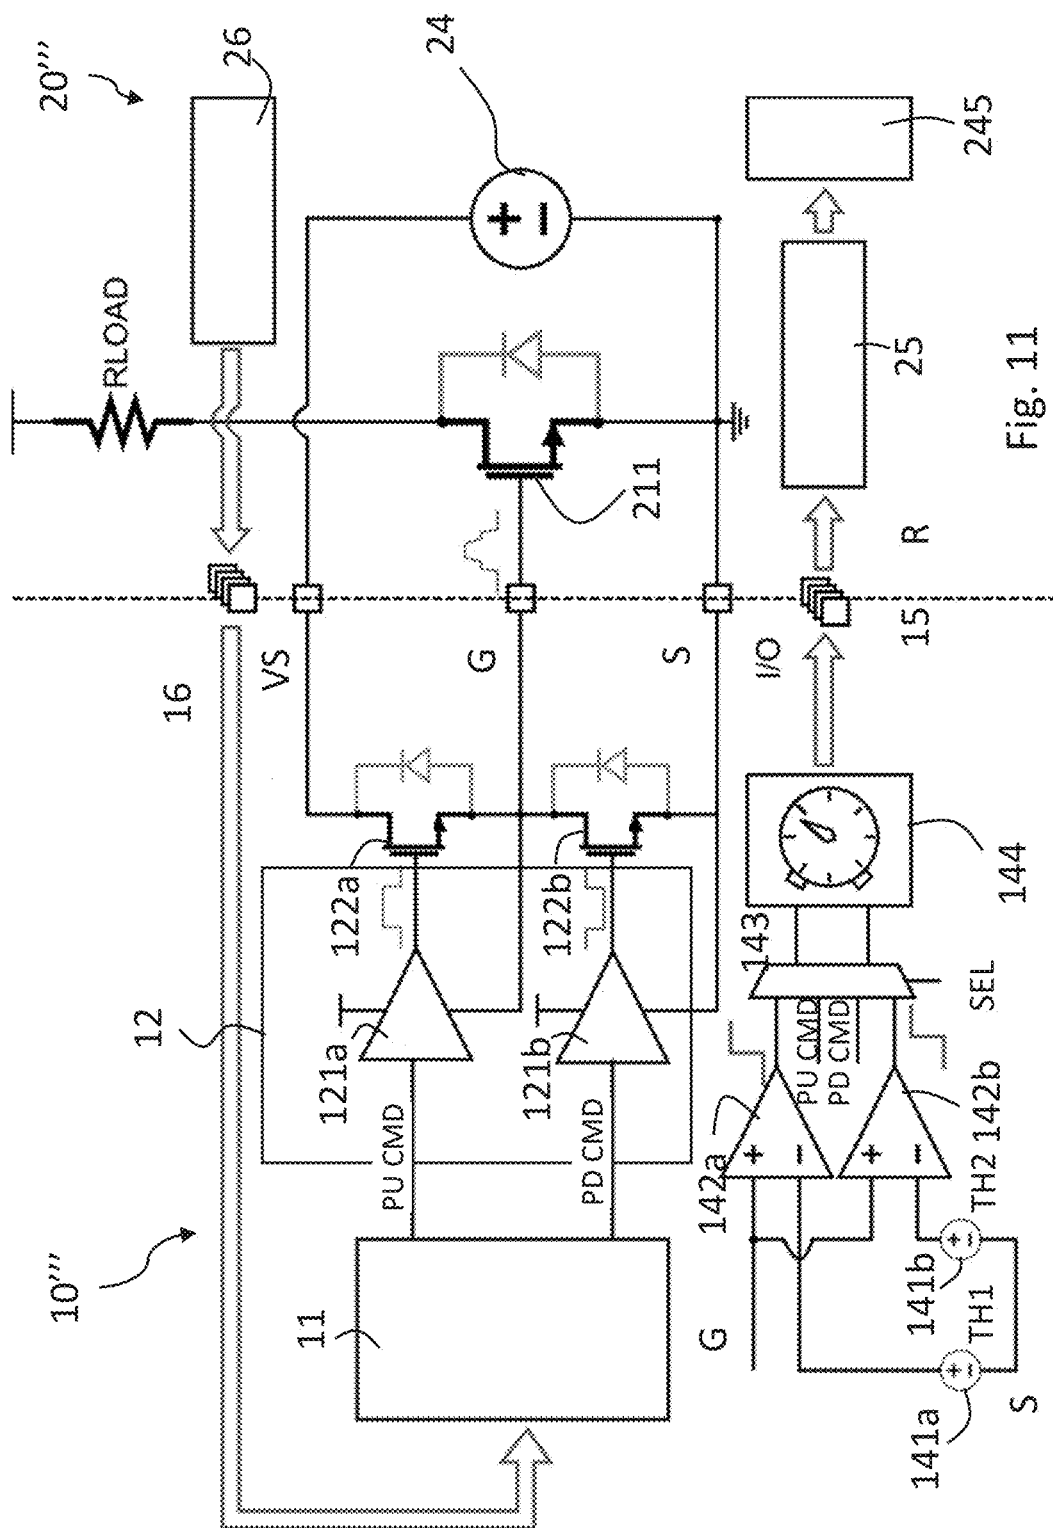 20’’’
26
24
RLOAD
211
245
25
Fig. 11
16
VS
G
S
I/O
15
R
10’’’
12
11
PU CMD
PD CMD
121a
122a
121b
122b
G
142a
PU CMD
PD CMD
143
144
SEL
TH2
142b
141b
TH1
141a
S
+
−
+
−
+
−
+
−
+
−